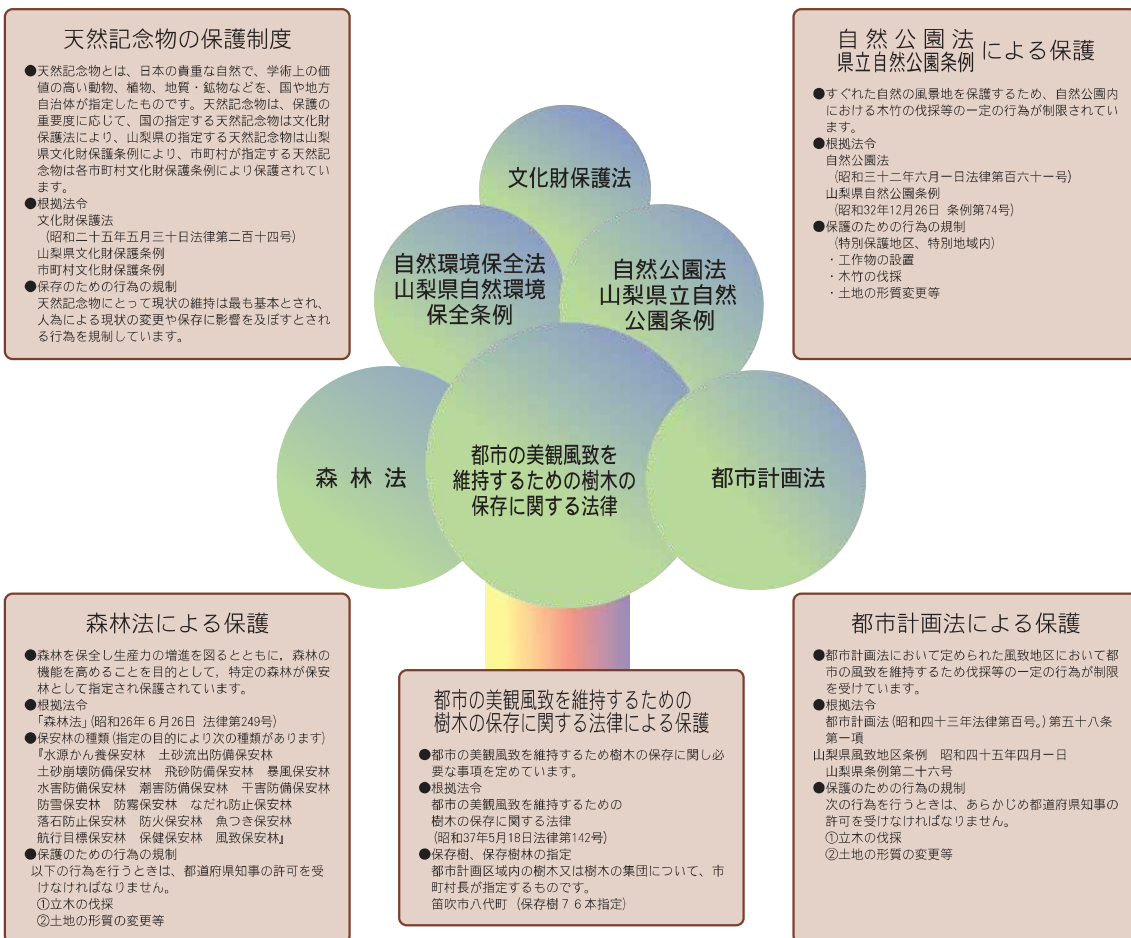 天然記念物の保護制度
●天然記念物とは、日本の貴重な自然で、学術上の価
値の高い動物、植物、地質・鉱物などを、国や地方
自治体が指定したものです。天然記念物は、保護の
重要度に応じて、国の指定する天然記念物は文化財
保護法により、山梨県の指定する天然記念物は山梨
県文化財保護条例により、市町村が指定する天然記
念物は各市町村文化財保護条例により保護されてい
ます。
●根拠法令
文化財保護法
(昭和二十五年五月三十日法律第二百十四号)
山梨県文化財保護条例
市町村文化財保護条例
●保存のための行為の規制
天然記念物にとって現状の維持は最も基本とされ、
人為による現状の変更や保存に影響を及ぼすとされ
る行為を規制しています。
自然公園法
県立自然公園条例による保護
●すぐれた自然の風景地を保護するため、自然公園内
における木竹の伐採等の一定の行為が制限されてい
ます。
●根拠法令
自然公園法
(昭和三十二年六月一日法律第百六十一号)
山梨県自然公園条例
(昭和32年12月26日 条例第74号)
●保護のための行為の規制
(特別保護地区、特別地域内)
・工作物の設置
・木竹の伐採
・土地の形質変更等
文化財保護法
自然環境保全法
山梨県自然環境
保全条例
自然公園法
山梨県立自然
公園条例
森林法
都市の美観風致を
維持するための樹木の
保存に関する法律
都市計画法
森林法による保護
●森林を保全し生産力の増進を図るとともに，森林の
機能を高めることを目的として，特定の森林が保安
林として指定され保護されています。
●根拠法令
「森林法」(昭和26年6月26日 法律第249号)
●保安林の種類(指定の目的により次の種類があります)
『水源かん養保安林 土砂流出防備保安林
土砂崩壊防備保安林 飛砂防備保安林 暴風保安林
水害防備保安林 潮害防備保安林 干害防備保安林
防雪保安林 防霧保安林 なだれ防止保安林
落石防止保安林 防火保安林 魚つき保安林
航行目標保安林 保健保安林 風致保安林』
●保護のための行為の規制
以下の行為を行うときは、都道府県知事の許可を受
けなければなりません。
①立木の伐採
②土地の形質の変更等
都市の美観風致を維持するための
樹木の保存に関する法律による保護
●都市の美観風致を維持するため樹木の保存に関し必
要な事項を定めています。
●根拠法令
都市の美観風致を維持するための
樹木の保存に関する法律
(昭和37年5月18日法律第142号)
●保存樹、保存樹林の指定
都市計画区域内の樹木又は樹木の集団について、市
町村長が指定するものです。
笛吹市八代町 (保存樹76本指定)
都市計画法による保護
●都市計画法において定められた風致地区において都
市の風致を維持するため伐採等の一定の行為が制限
を受けています。
●根拠法令
都市計画法(昭和四十三年法律第百号。)第五十八条
第一項
山梨県風致地区条例 昭和四十五年四月一日
山梨県条例第二十六号
●保護のための行為の規制
次の行為を行うときは、あらかじめ都道府県知事の
許可を受けなければなりません。
①立木の伐採
②土地の形質の変更等